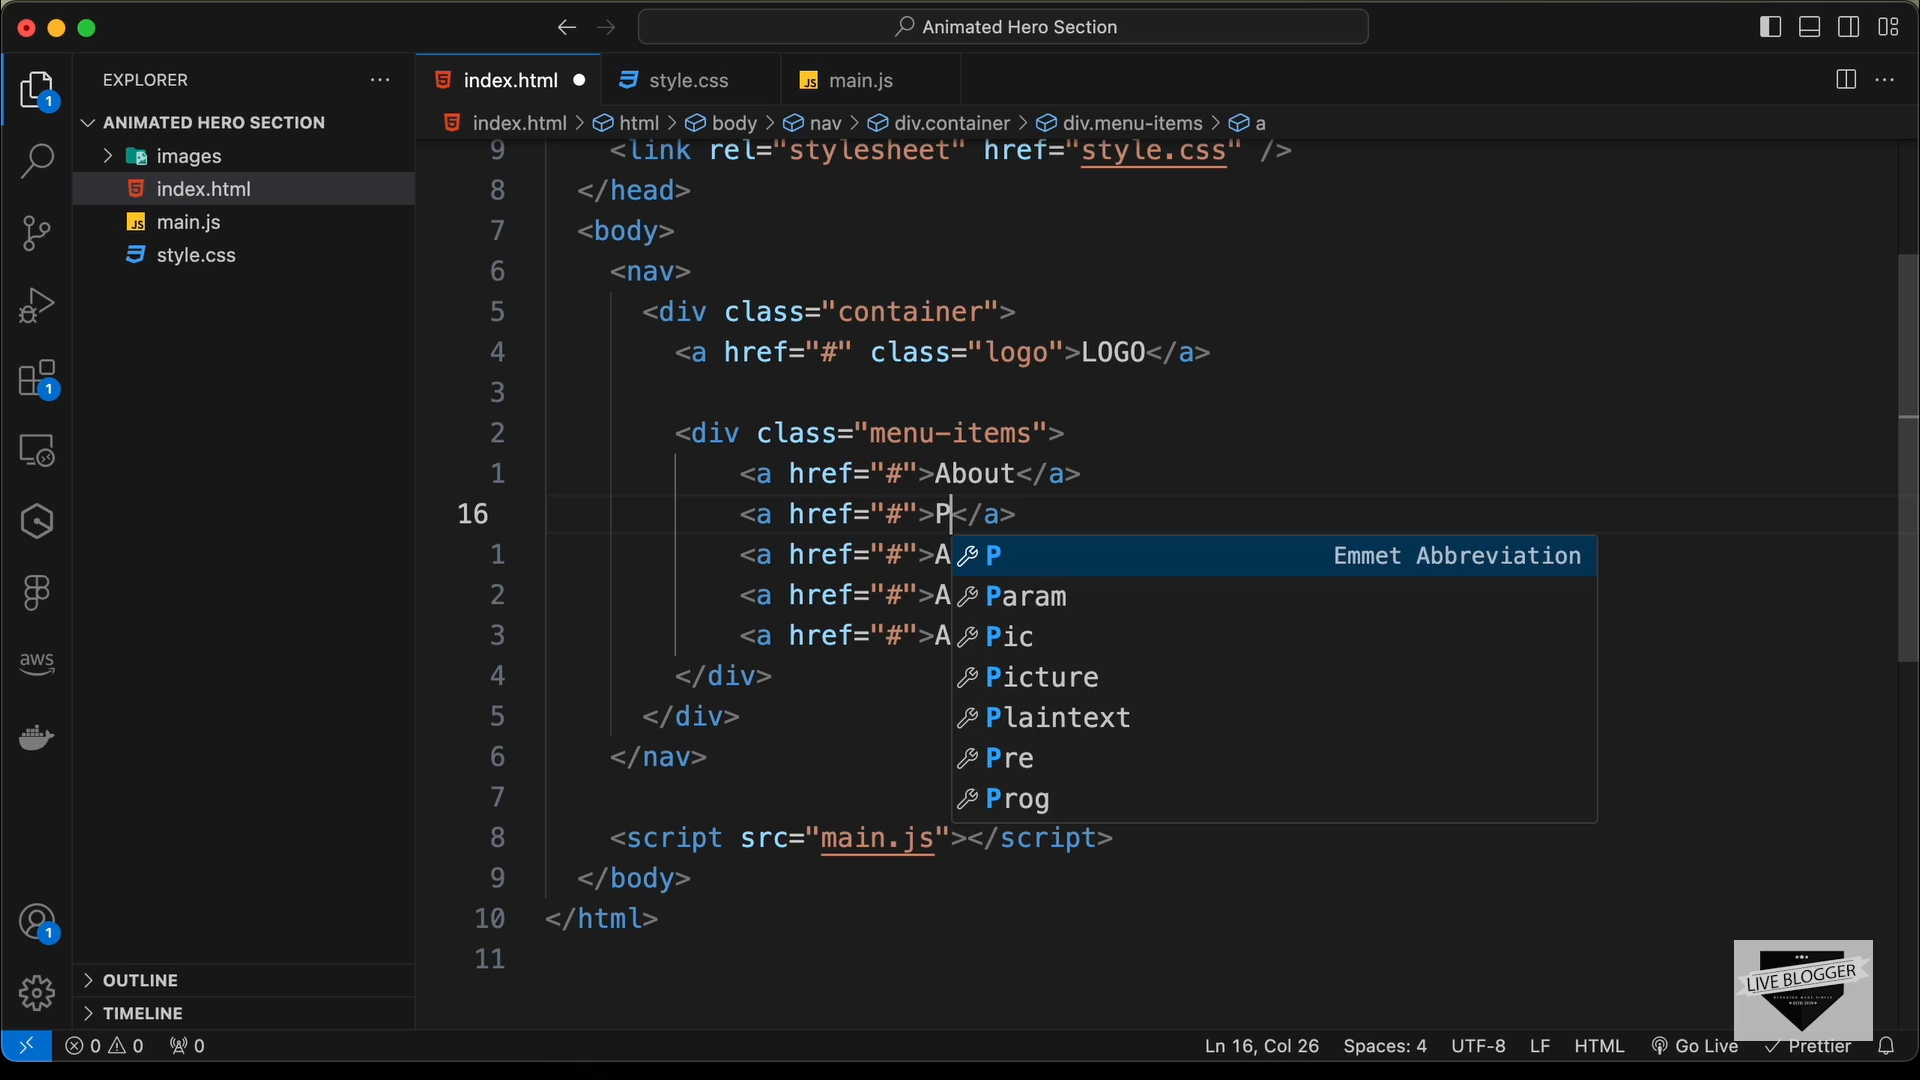 Animated Hero Section
EXPLORER
ANIMATED HERO SECTION
images
index.html
main.js
style.css
OUTLINE
TIMELINE
1
1
aws
1
index.html
style.css
main.js
index.html > html > body > nav > div.container > div.menu-items > a
9 <link rel="stylesheet" href="style.css" />
8 </head>
7 <body>
6 <nav>
5 <div class="container">
4 <a href="#" class="logo">LOGO</a>
3
2 <div class="menu-items">
1 <a href="#">About</a>
16 <a href="#">P</a>
1 <a href="#">A
2 <a href="#">A
3 <a href="#">A
4 </div>
5 </div>
6 </nav>
7
8 <script src="main.js"></script>
9 </body>
10 </html>
11
P Emmet Abbreviation
Param
Pic
Picture
Plaintext
Pre
Prog
LIVE BLOGGER
0 0 0
Ln 16, Col 26 Spaces: 4 UTF-8 LF HTML Go Live Prettier